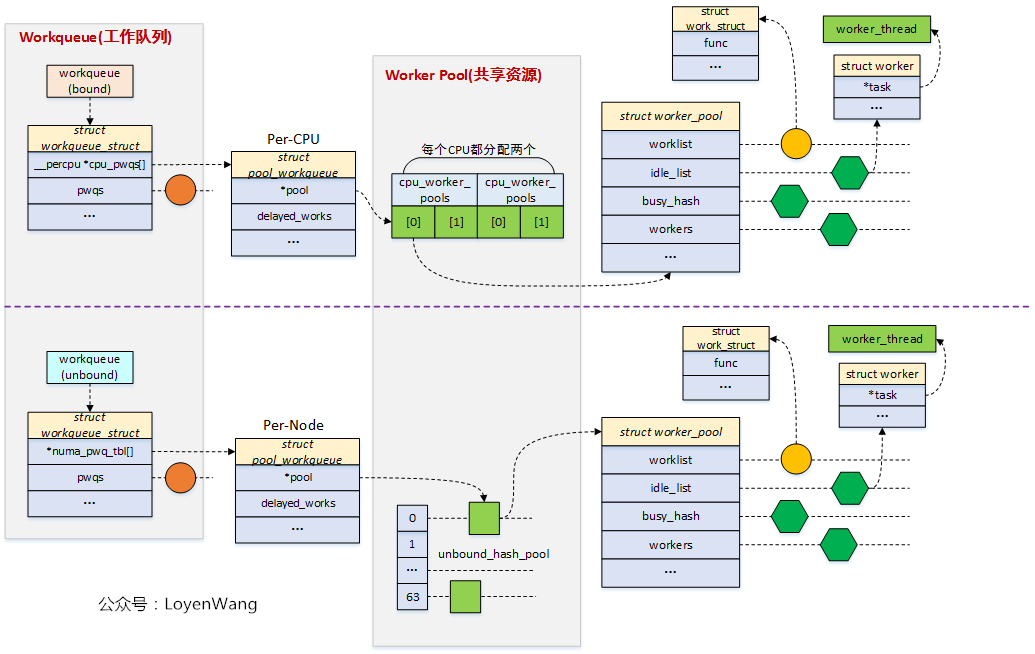 Workqueue(工作队列)
workqueue
(bound)
struct
workqueue_struct
__percpu *cpu_pwqs[]
pwqs
...
Per-CPU
struct
pool_workqueue
*pool
delayed_works
...
Worker Pool(共享资源)
每个CPU都分配两个
cpu_worker_
pools
cpu_worker_
pools
[0]
[1]
[0]
[1]
struct
work_struct
func
...
worker_thread
struct worker
*task
...
struct worker_pool
worklist
idle_list
busy_hash
workers
...
workqueue
(unbound)
struct
workqueue_struct
*numa_pwq_tbl[]
pwqs
...
Per-Node
struct
pool_workqueue
*pool
delayed_works
...
0
1
...
63
unbound_hash_pool
struct
work_struct
func
...
worker_thread
struct worker
*task
...
struct worker_pool
worklist
idle_list
busy_hash
workers
...
公众号：LoyenWang